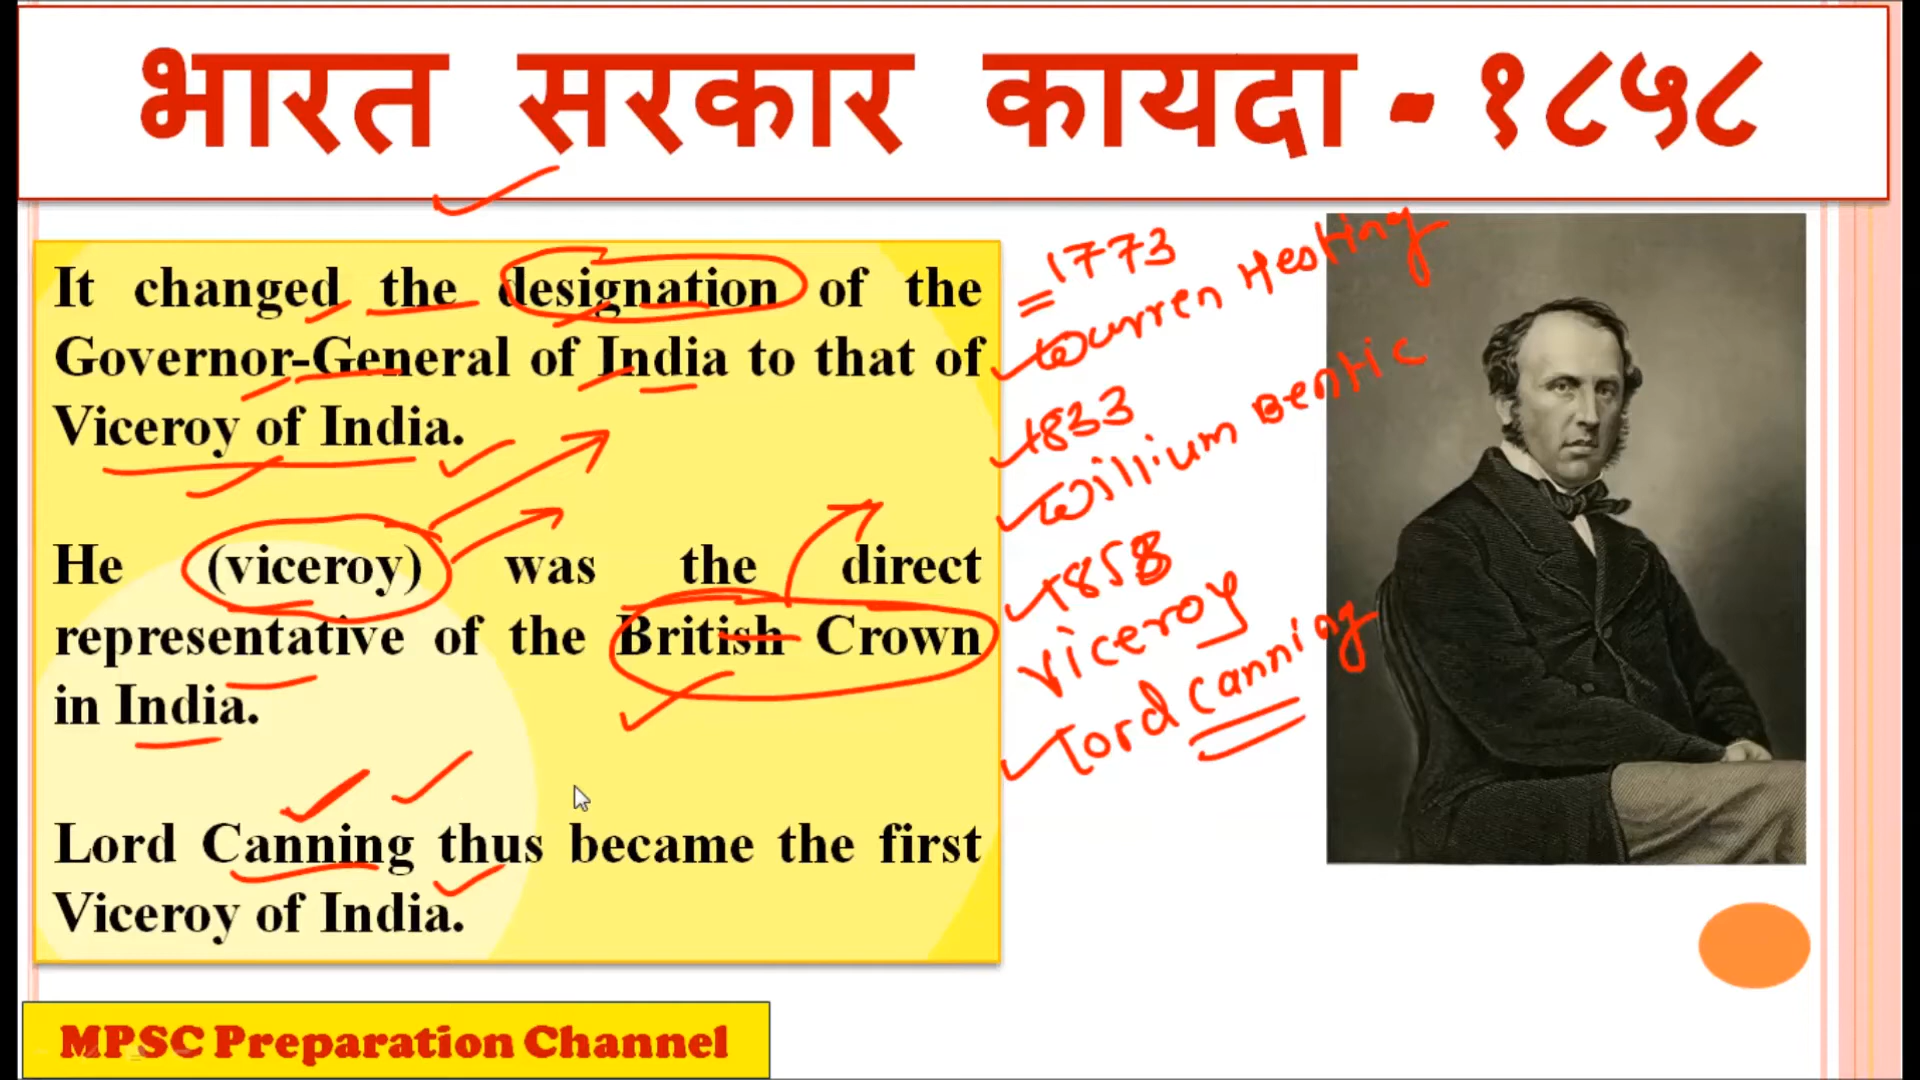 भारत सरकार कायदा - १८५८
It changed the designation of the
Governor-General of India to that of
Viceroy of India.
He (viceroy) was the direct
representative of the British Crown
in India.
Lord Canning thus became the first
Viceroy of India.
= 1773
Wurren Hesting
1833
Willium Bentic
1858
Viceroy
Lord Canning
MPSC Preparation Channel